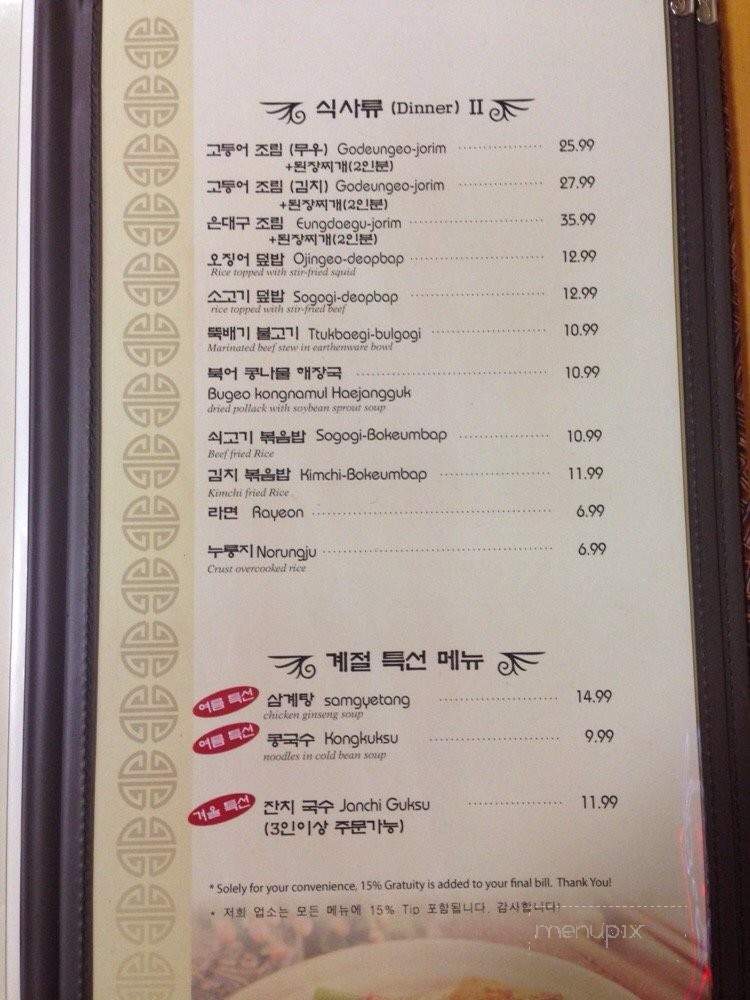 식사류 (Dinner) II
고등어 조림 (무우) Godeungeo-jorim 25.99
+된장찌개(2인분)
고등어 조림 (김치) Godeungeo-jorim 27.99
+된장찌개(2인분)
은대구 조림 Eungdaegu-jorim 35.99
+된장찌개(2인분)
오징어 덮밥 Ojingeo-deopbap 12.99
Rice topped with stir-fried squid
소고기 덮밥 Sogogi-deopbap 12.99
rice topped with stir-fried beef
뚝배기 불고기 Ttukbaegi-bulgogi 10.99
Marinated beef stew in earthenware bowl
북어 콩나물 해장국 10.99
Bugeo kongnamul Haejangguk
dried pollack with soybean sprout soup
쇠고기 볶음밥 Sogogi-Bokeumbap 10.99
Beef fried Rice
김치 볶음밥 Kimchi-Bokeumbap 11.99
Kimchi fried Rice
라면 Rayeon 6.99
누룽지 Norungju 6.99
Crust overcooked rice
계절 특선 메뉴
여름 특선 삼계탕 samgyetang 14.99
chicken ginseng soup
여름 특선 콩국수 Kongkuksu 9.99
noodles in cold bean soup
겨울 특선 잔치 국수 Janchi Guksu 11.99
(3인이상 주문가능)
* Solely for your convenience, 15% Gratuity is added to your final bill. Thank You!
* 저희 업소는 모든 메뉴에 15% Tip 포함됩니다. 감사합니다!
menupix